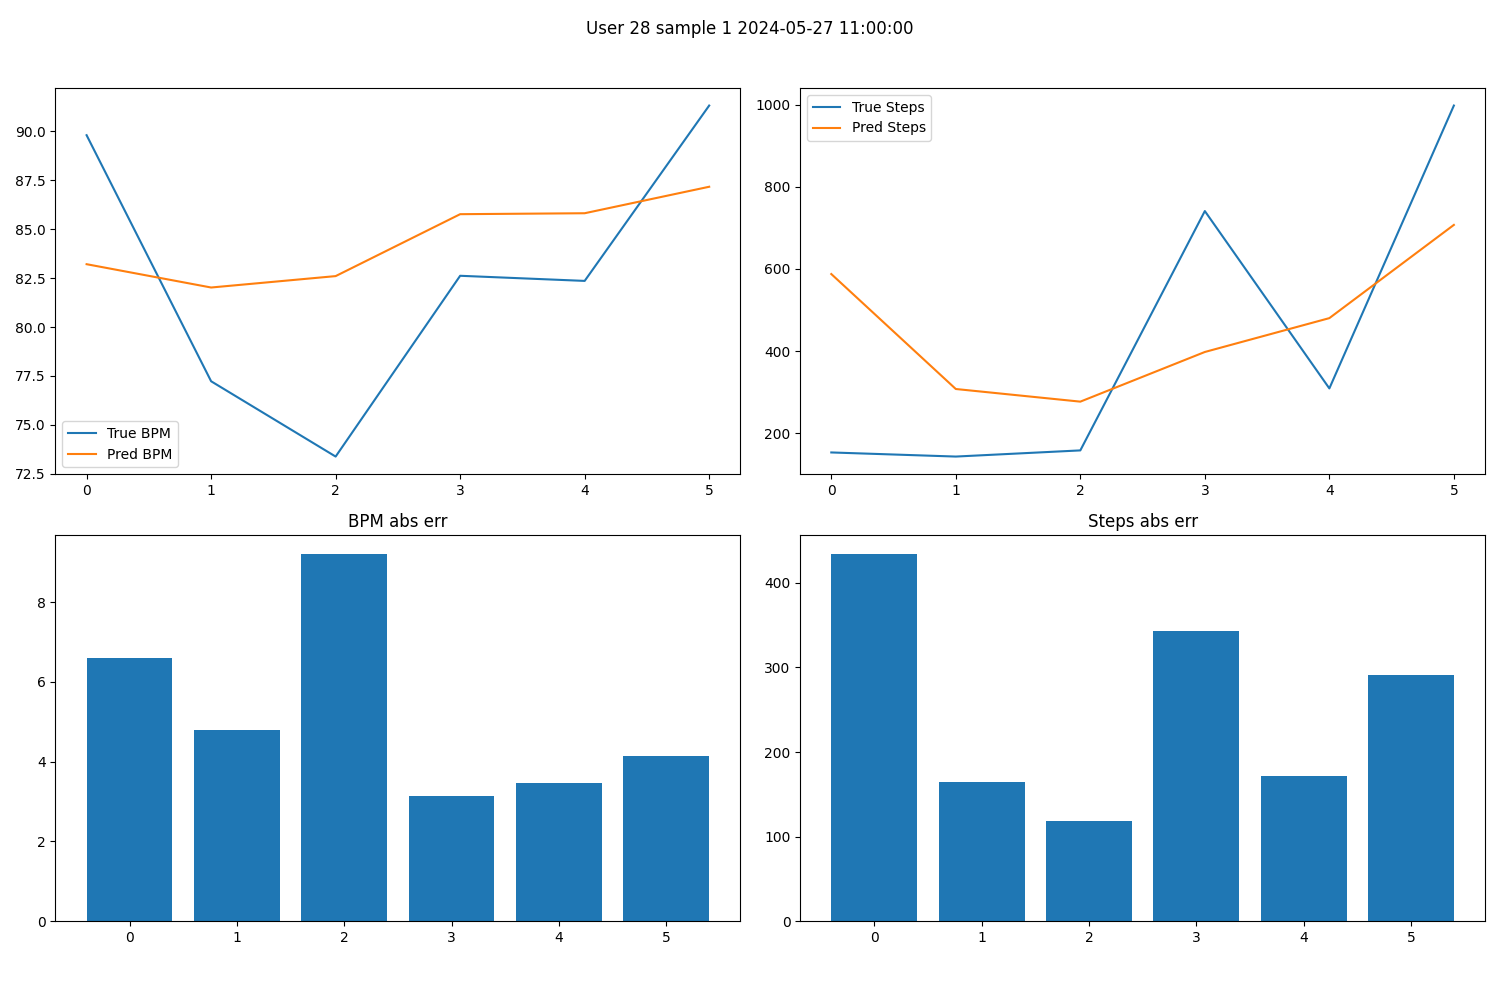 User 28 sample 1 2024-05-27 11:00:00
90.0
87.5
85.0
82.5
80.0
77.5
75.0
72.5
True BPM
Pred BPM
0 1 2 3 4 5
1000
800
600
400
200
True Steps
Pred Steps
0 1 2 3 4 5
BPM abs err
8
6
4
2
0
0 1 2 3 4 5
Steps abs err
400
300
200
100
0
0 1 2 3 4 5